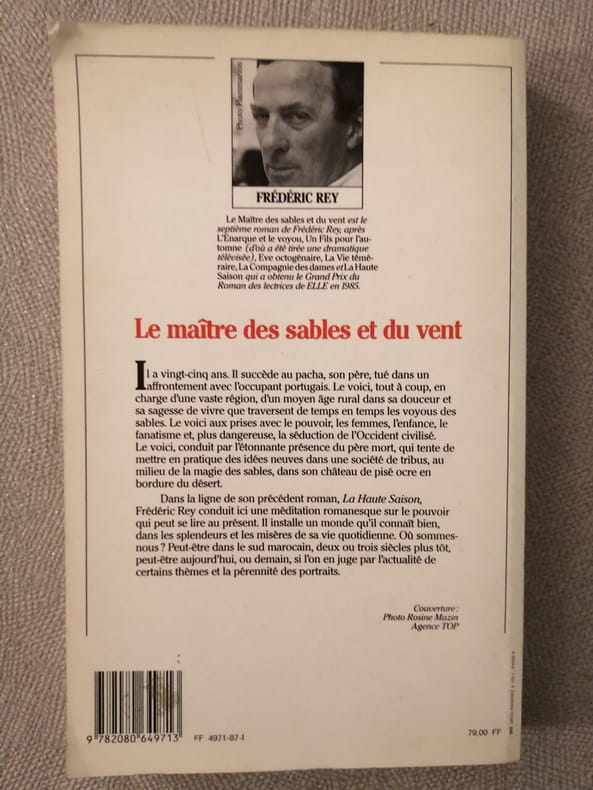 Photo Flammarion
FRÉDÉRIC REY
Le Maître des sables et du vent est le
septième roman de Frédéric Rey, après
L'Énarque et le voyou, Un Fils pour l'au-
tomne (d'où a été tirée une dramatique
télévisée), Eve octogénaire, La Vie témé-
raire, La Compagnie des dames et La Haute
Saison qui a obtenu le Grand Prix du
Roman des lectrices de ELLE en 1985.
Le maître des sables et du vent
Il a vingt-cinq ans. Il succède au pacha, son père, tué dans un
affrontement avec l'occupant portugais. Le voici, tout à coup, en
charge d'une vaste région, d'un moyen âge rural dans sa douceur et
sa sagesse de vivre que traversent de temps en temps les voyous des
sables. Le voici aux prises avec le pouvoir, les femmes, l'enfance, le
fanatisme et, plus dangereuse, la séduction de l'Occident civilisé.
Le voici, conduit par l'étonnante présence du père mort, qui tente de
mettre en pratique des idées neuves dans une société de tribus, au
milieu de la magie des sables, dans son château de pisé ocre en
bordure du désert.
Dans la ligne de son précédent roman, La Haute Saison,
Frédéric Rey conduit ici une méditation romanesque sur le pouvoir
qui peut se lire au présent. Il installe un monde qu'il connaît bien,
dans les splendeurs et les misères de sa vie quotidienne. Où sommes-
nous ? Peut-être dans le sud marocain, deux ou trois siècles plus tôt,
peut-être aujourd'hui, ou demain, si l'on en juge par l'actualité de
certains thèmes et la pérennité des portraits.
Couverture :
Photo Rosine Mazin
Agence TOP
9 782080 649713
FF 4971-87-I
79,00 FF